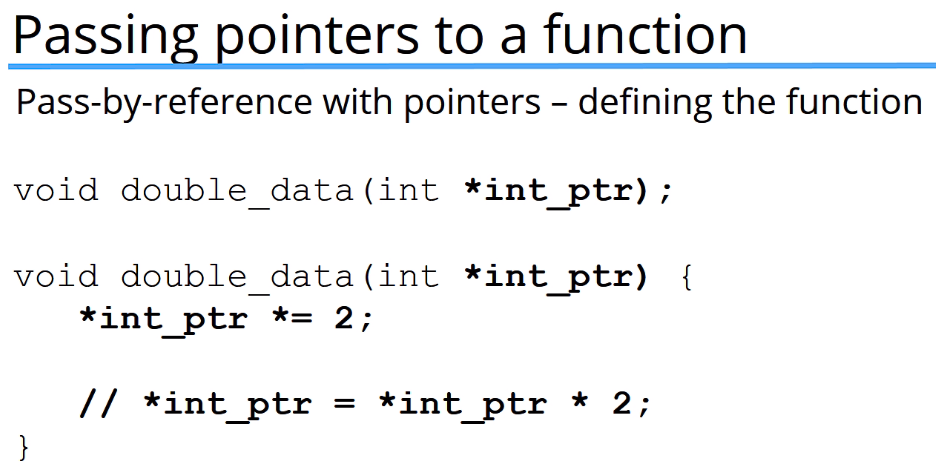 Passing pointers to a function
Pass-by-reference with pointers – defining the function
void double_data(int *int_ptr);
void double_data(int *int_ptr) {
*int_ptr *= 2;
// *int_ptr = *int_ptr * 2;
}